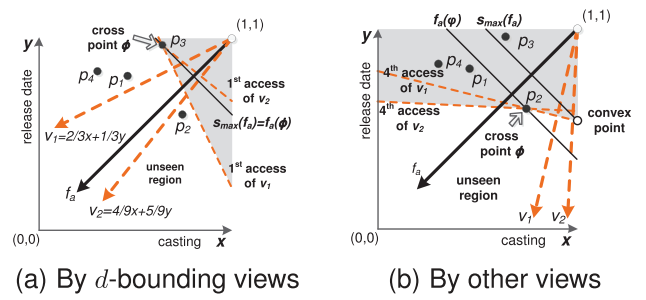 cross
point ϕ
(1,1)
y
p₃
p₄
p₁
p₂
1st access
of v₂
sₘₐₓ(fₐ)=fₐ(ϕ)
v₁=2/3x+1/3y
unseen
region
1st access
of v₁
fₐ
v₂=4/9x+5/9y
release date
(0,0)
casting
x
(a) By d-bounding views
fₐ(φ)
sₘₐₓ(fₐ)
(1,1)
y
p₃
p₄
p₁
4th access
of v₁
p₂
4th access
of v₂
convex
point
cross
point ϕ
fₐ
unseen
region
v₁
v₂
release date
(0,0)
casting
x
(b) By other views